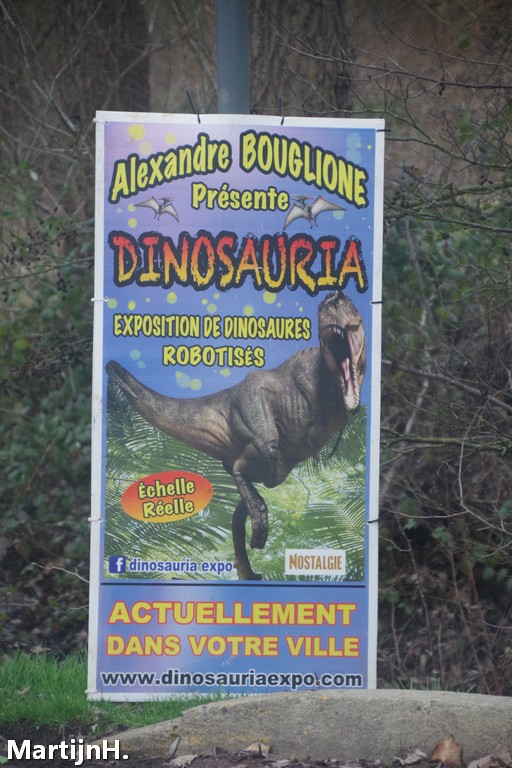 Alexandre BOUGLIONE
Présente
DINOSAURIA
EXPOSITION DE DINOSAURES
ROBOTISÉS
Échelle
Réelle
f dinosauria expo
NOSTALGIE
ACTUELLEMENT
DANS VOTRE VILLE
www.dinosauriaexpo.com
MartijnH.